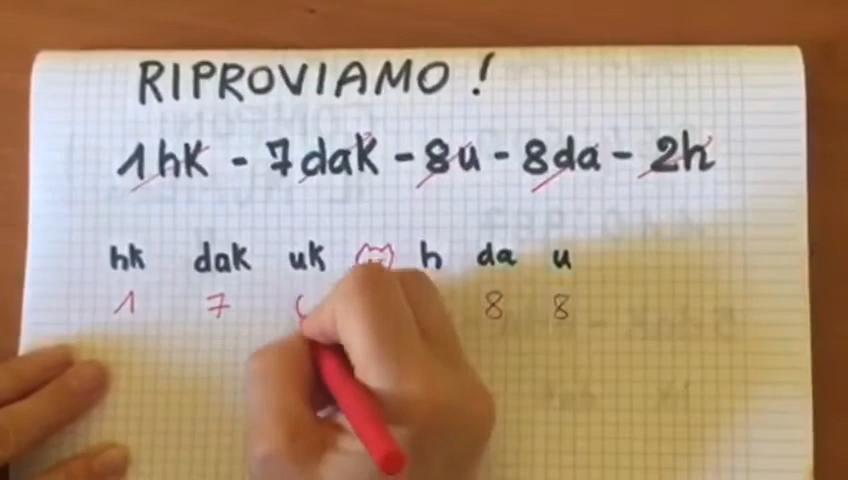 RIPROVIAMO!
1hk - 7dak - 8u - 8da - 2h
hk dak uk h da u
1 7 8 8